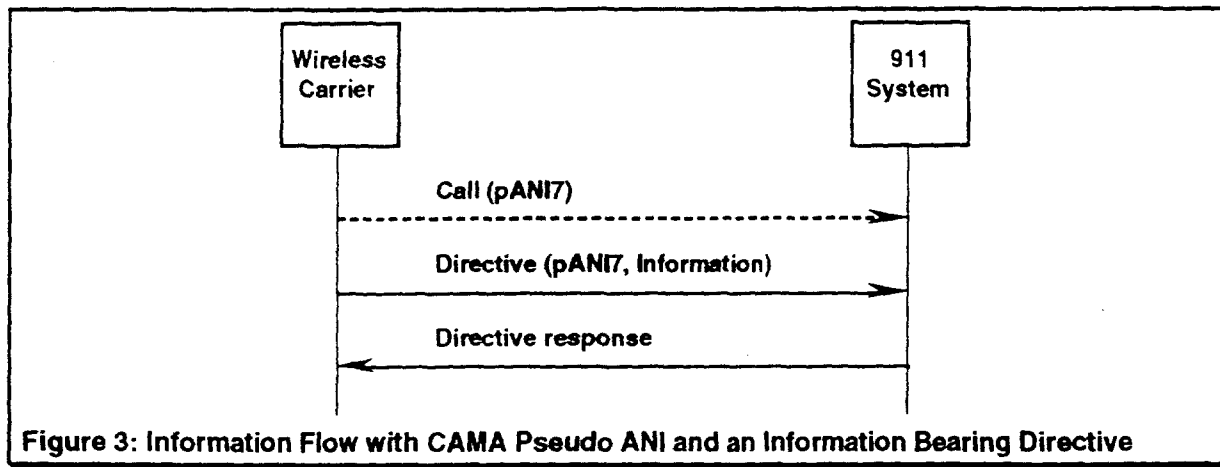 Wireless
Carrier
911
System
Call (pANI7)
Directive (pANI7, Information)
Directive response
Figure 3: Information Flow with CAMA Pseudo ANI and an Information Bearing Directive